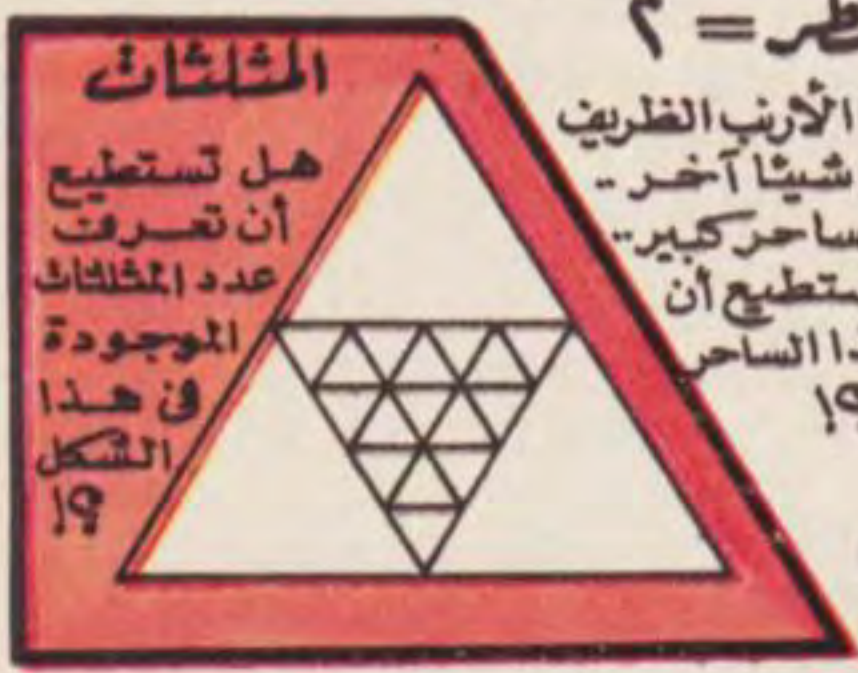 المثلثات
هل تستطيع
أن تعرف
عدد المثلثات
الموجودة
في هذا
الشكل
؟!
= ٢
الأرنب الظريف
شيئا آخر ..
ساحر كبير ..
ستطيع أن
الساحر
؟!